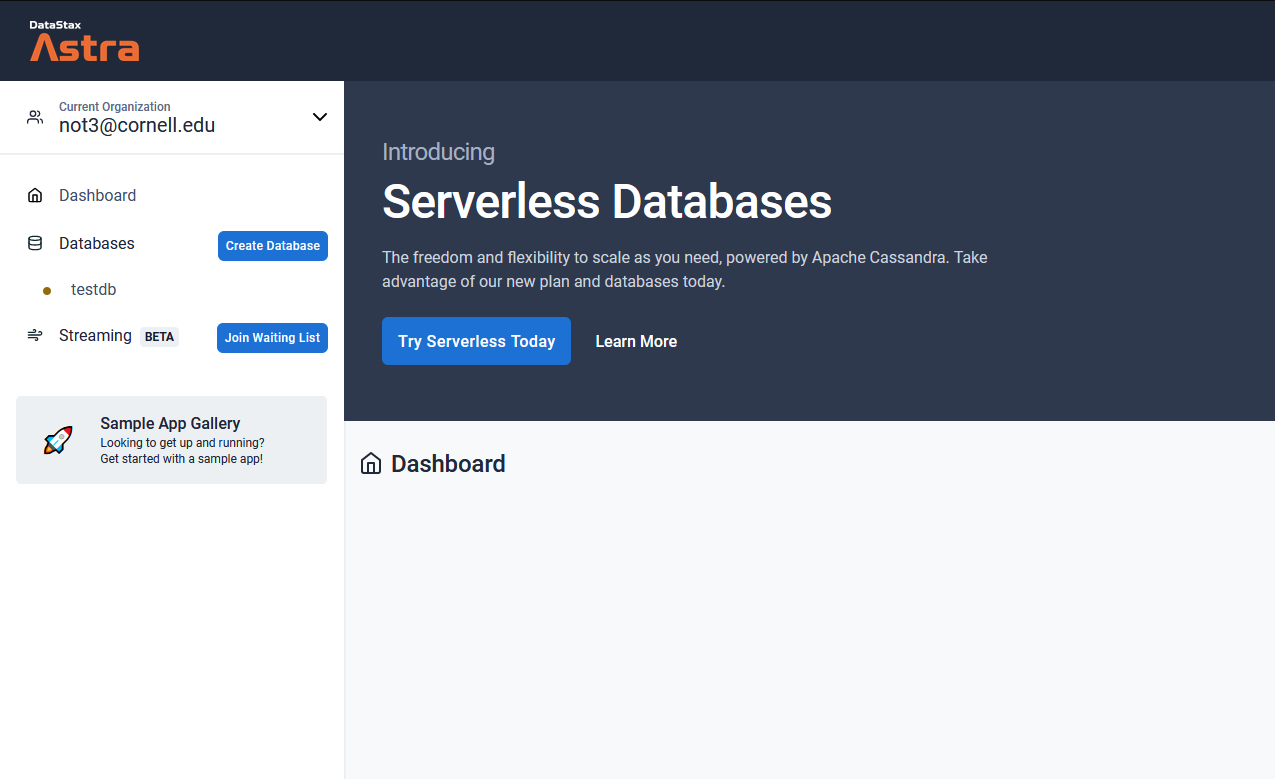 DataStax
Astra
Current Organization
not3@cornell.edu
Dashboard
Databases
Create Database
testdb
Streaming BETA
Join Waiting List
Sample App Gallery
Looking to get up and running?
Get started with a sample app!
Introducing
Serverless Databases
The freedom and flexibility to scale as you need, powered by Apache Cassandra. Take
advantage of our new plan and databases today.
Try Serverless Today
Learn More
Dashboard